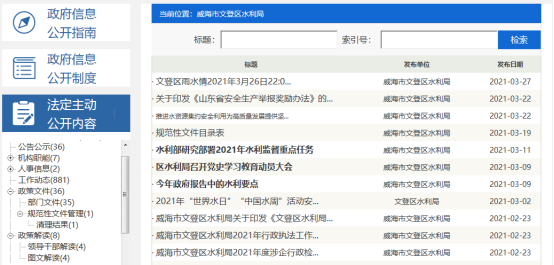 政府信息
公开指南
政府信息
公开制度
法定主动
公开内容
公告公示(36)
机构职能(7)
人事信息(2)
工作动态(881)
政策文件(36)
部门文件(35)
规范性文件管理(1)
清理结果(1)
政策解读(8)
领导干部解读(4)
图文解读(4)
当前位置：威海市文登区水利局
标题：
索引号：
检索
标题 发布单位 发布日期
文登区雨水情2021年3月26日22:0... 威海市文登区水利局 2021-03-27
关于印发《山东省安全生产举报奖励办法》的... 威海市文登区水利局 2021-03-22
推进水资源集约安全利用为高质量发展提供坚... 威海市文登区水利局 2021-03-22
规范性文件目录表 威海市文登区水利局 2021-03-19
水利部研究部署2021年水利监督重点任务 威海市文登区水利局 2021-03-11
区水利局召开党史学习教育动员大会 威海市文登区水利局 2021-03-09
今年政府报告中的水利要点 威海市文登区水利局 2021-03-09
2021年“世界水日”“中国水周”活动安... 文登区水利局 2021-03-02
威海市文登区水利局关于印发《文登区水利局... 威海市文登区水利局 2021-02-23
威海市文登区水利局2021年行政执法工作... 威海市文登区水利局 2021-02-23
威海市文登区水利局2021年度涉企行政检... 威海市文登区水利局 2021-02-23